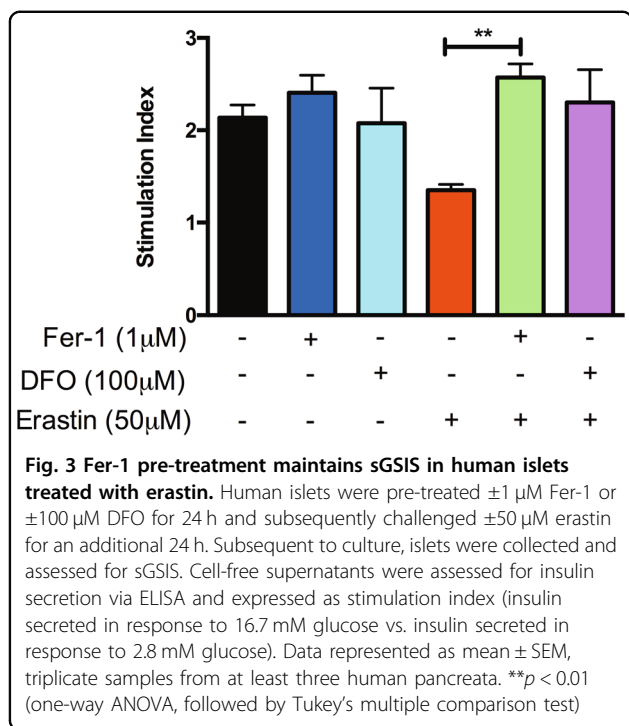 **
3
2
1
0
Stimulation Index
Fer-1 (1μM) - + - - + -
DFO (100μM) - - + - - +
Erastin (50μM) - - - + + +
Fig. 3 Fer-1 pre-treatment maintains sGSIS in human islets
treated with erastin. Human islets were pre-treated ±1 μM Fer-1 or
±100 μM DFO for 24 h and subsequently challenged ±50 μM erastin
for an additional 24 h. Subsequent to culture, islets were collected and
assessed for sGSIS. Cell-free supernatants were assessed for insulin
secretion via ELISA and expressed as stimulation index (insulin
secreted in response to 16.7 mM glucose vs. insulin secreted in
response to 2.8 mM glucose). Data represented as mean ± SEM,
triplicate samples from at least three human pancreata. **p < 0.01
(one-way ANOVA, followed by Tukey's multiple comparison test)